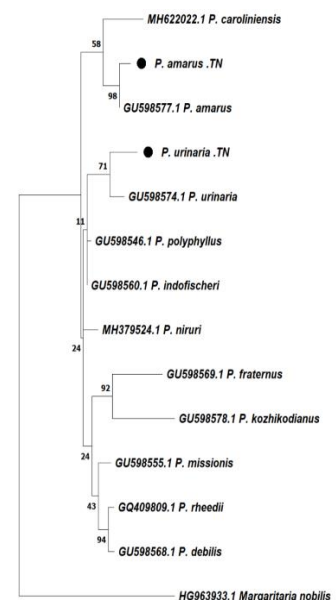 MH622022.1 P. caroliniensis
58
P. amarus .TN
98
GU598577.1 P. amarus
P. urinaria .TN
71
GU598574.1 P. urinaria
11
GU598546.1 P. polyphyllus
GU598560.1 P. indofischeri
MH379524.1 P. niruri
24
GU598569.1 P. fraternus
92
GU598578.1 P. kozhikodianus
24
GU598555.1 P. missionis
43
GQ409809.1 P. rheedii
94
GU598568.1 P. debilis
HG963933.1 Margaritaria nobilis